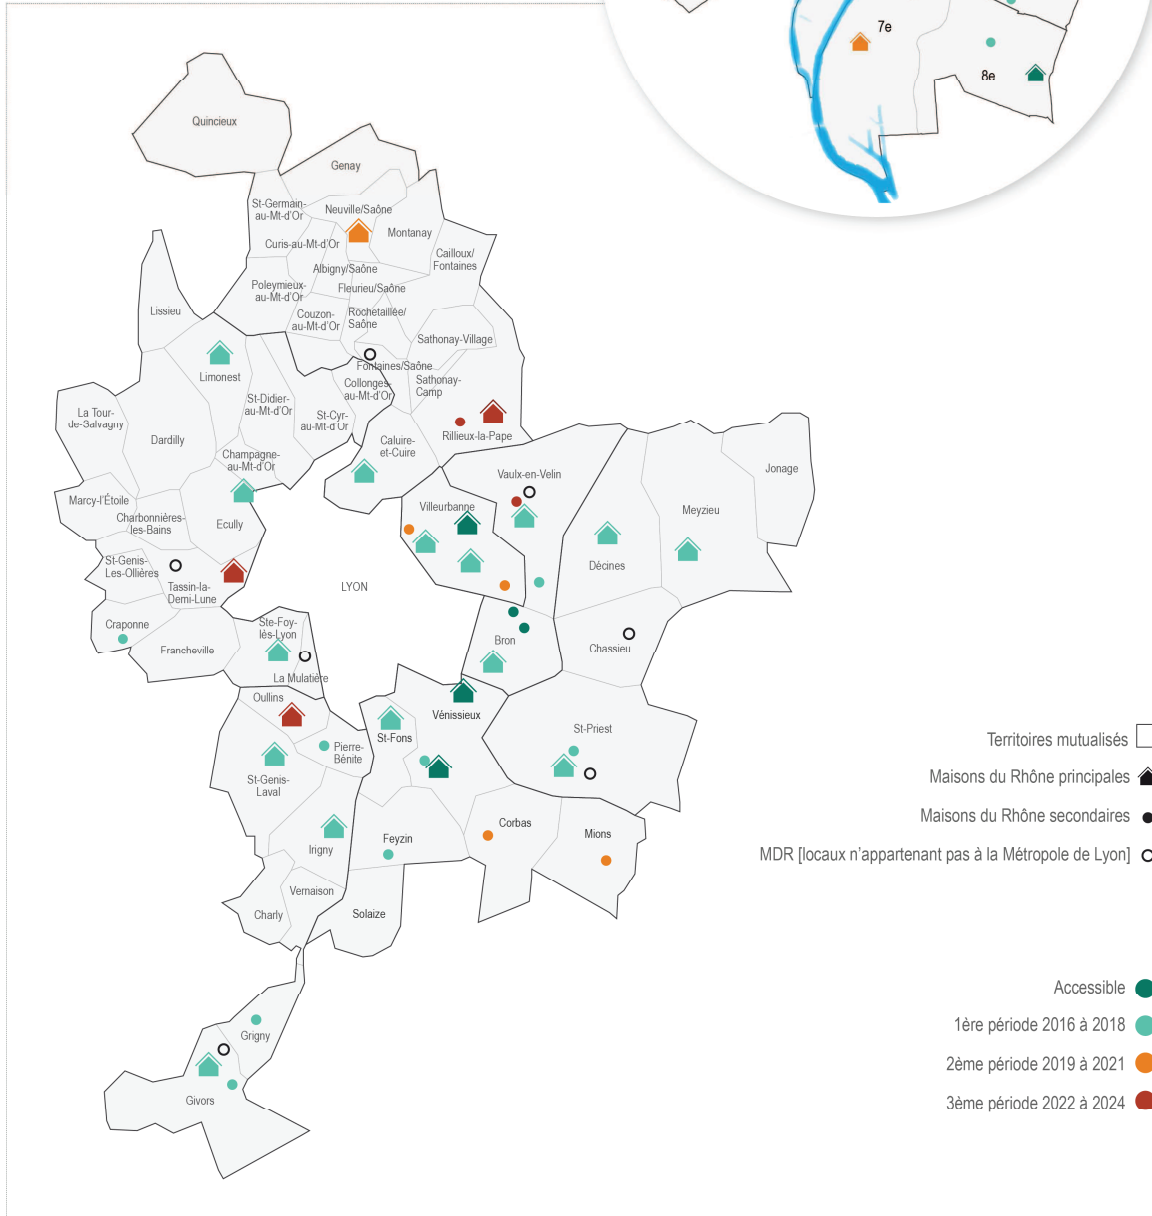 7e
8e
Quincieux
Genay
St-Germain-
au-Mt-d'Or
Neuville/Saône
Curis-au-Mt-d'Or
Montanay
Cailloux/
Fontaines
Albigny/Saône
Poleymieux-
au-Mt-d'Or
Fleurieu/Saône
Lissieu
Couzon-
au-Mt-d'Or
Rochetaillée/
Saône
Sathonay-Village
Fontaines/Saône
Limonest
Collonges-
au-Mt-d'Or
Sathonay-
Camp
St-Didier-
au-Mt-d'Or
La Tour-
de-Salvagny
St-Cyr-
au-Mt-d'Or
Dardilly
Rillieux-la-Pape
Caluire-
et-Cuire
Champagne-
au-Mt-d'Or
Jonage
Vaulx-en-Velin
Marcy-l'Étoile
Villeurbanne
Meyzieu
Charbonnières-
les-Bains
Ecully
St-Genis-
Les-Ollières
Décines
Tassin-la-
Demi-Lune
LYON
Craponne
Ste-Foy-
lès-Lyon
Francheville
Bron
Chassieu
La Mulatière
Oullins
Vénissieux
St-Fons
St-Priest
Pierre-
Bénite
St-Genis-
Laval
Territoires mutualisés
Maisons du Rhône principales
Maisons du Rhône secondaires
MDR [locaux n'appartenant pas à la Métropole de Lyon]
Corbas
Mions
Feyzin
Irigny
Vernaison
Charly
Solaize
Accessible
1ère période 2016 à 2018
2ème période 2019 à 2021
3ème période 2022 à 2024
Grigny
Givors